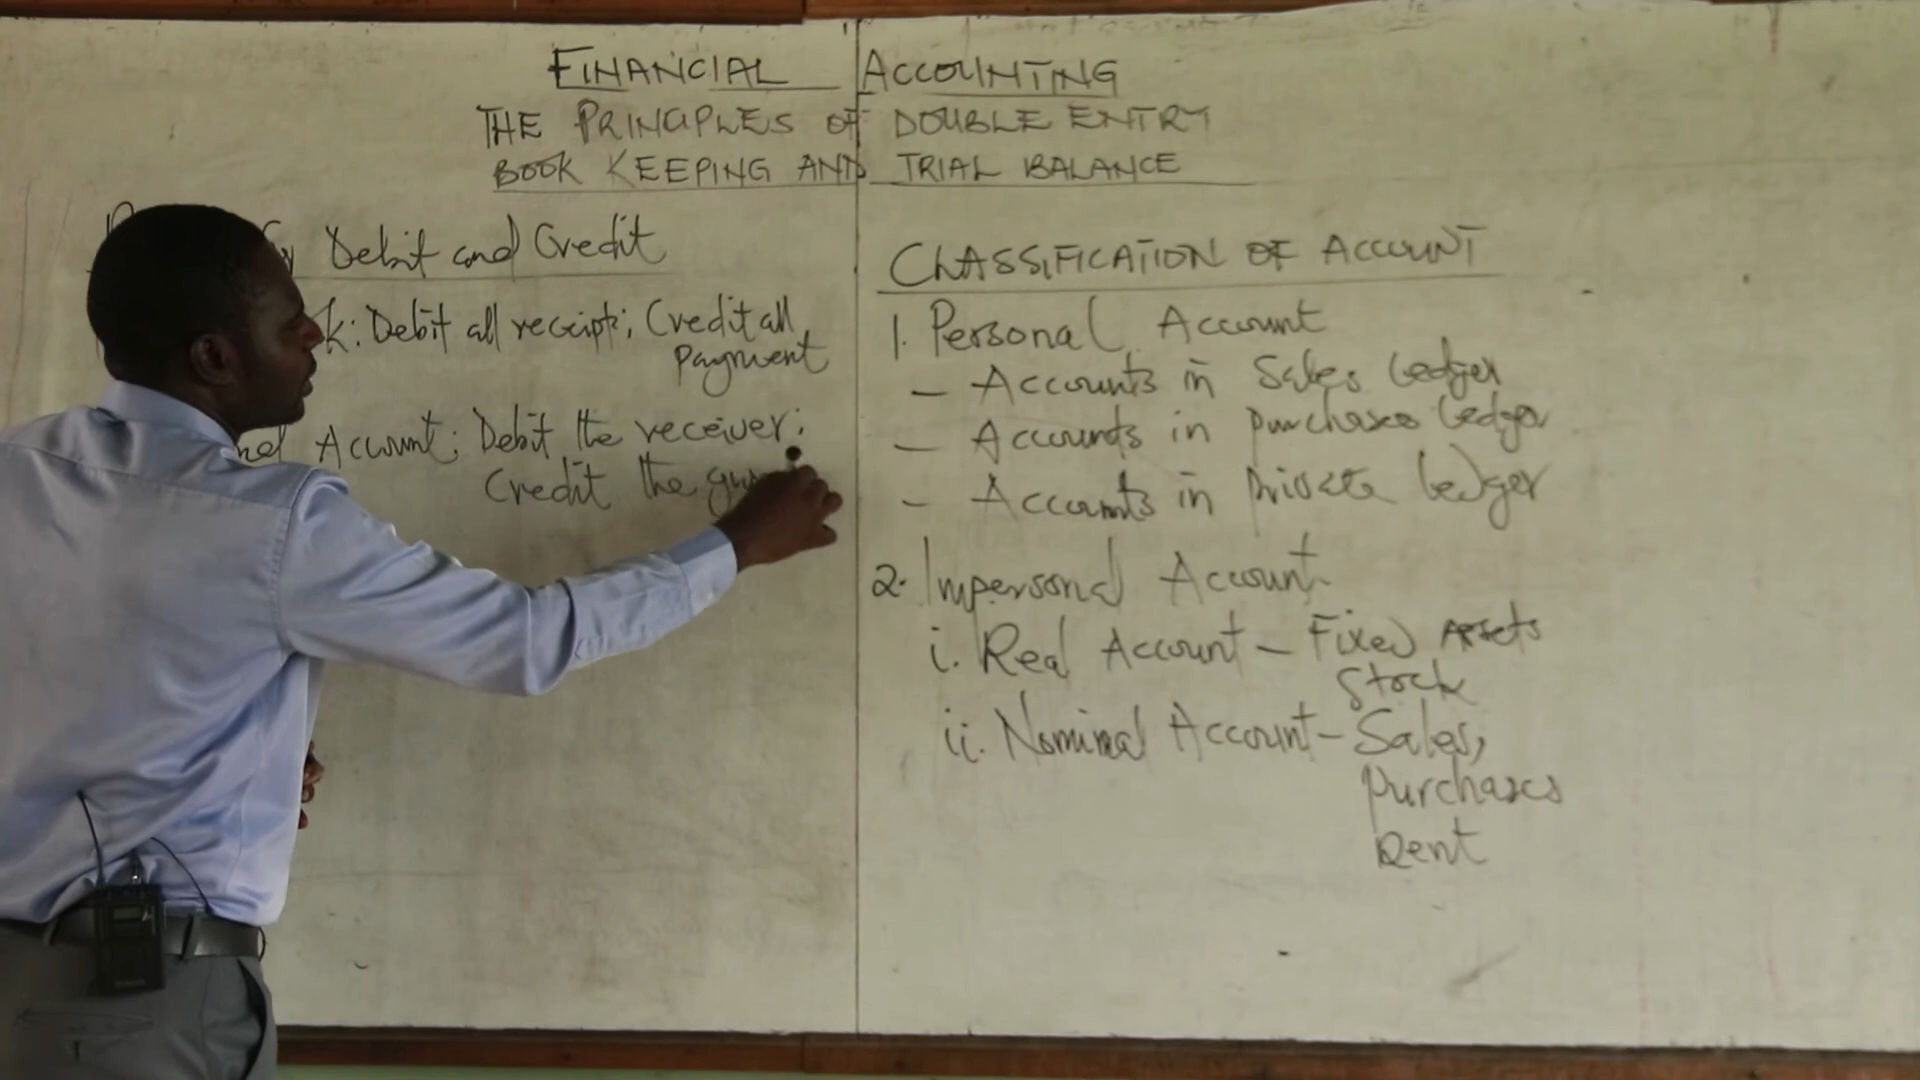 FINANCIAL ACCOUNTING
THE PRINCIPLES OF DOUBLE ENTRY
BOOK KEEPING AND TRIAL BALANCE
Debit and Credit
Debit all receipt; Credit all
Payment
Account: Debit the receiver;
Credit the
CLASSIFICATION OF ACCOUNT
1. Personal Account
- Accounts in Sales Ledger
- Accounts in purchases Ledger
- Accounts in private Ledger
2. Impersonal Account
i. Real Account - Fixed Assets
Stock
ii. Nominal Account - Sales,
purchases
Rent